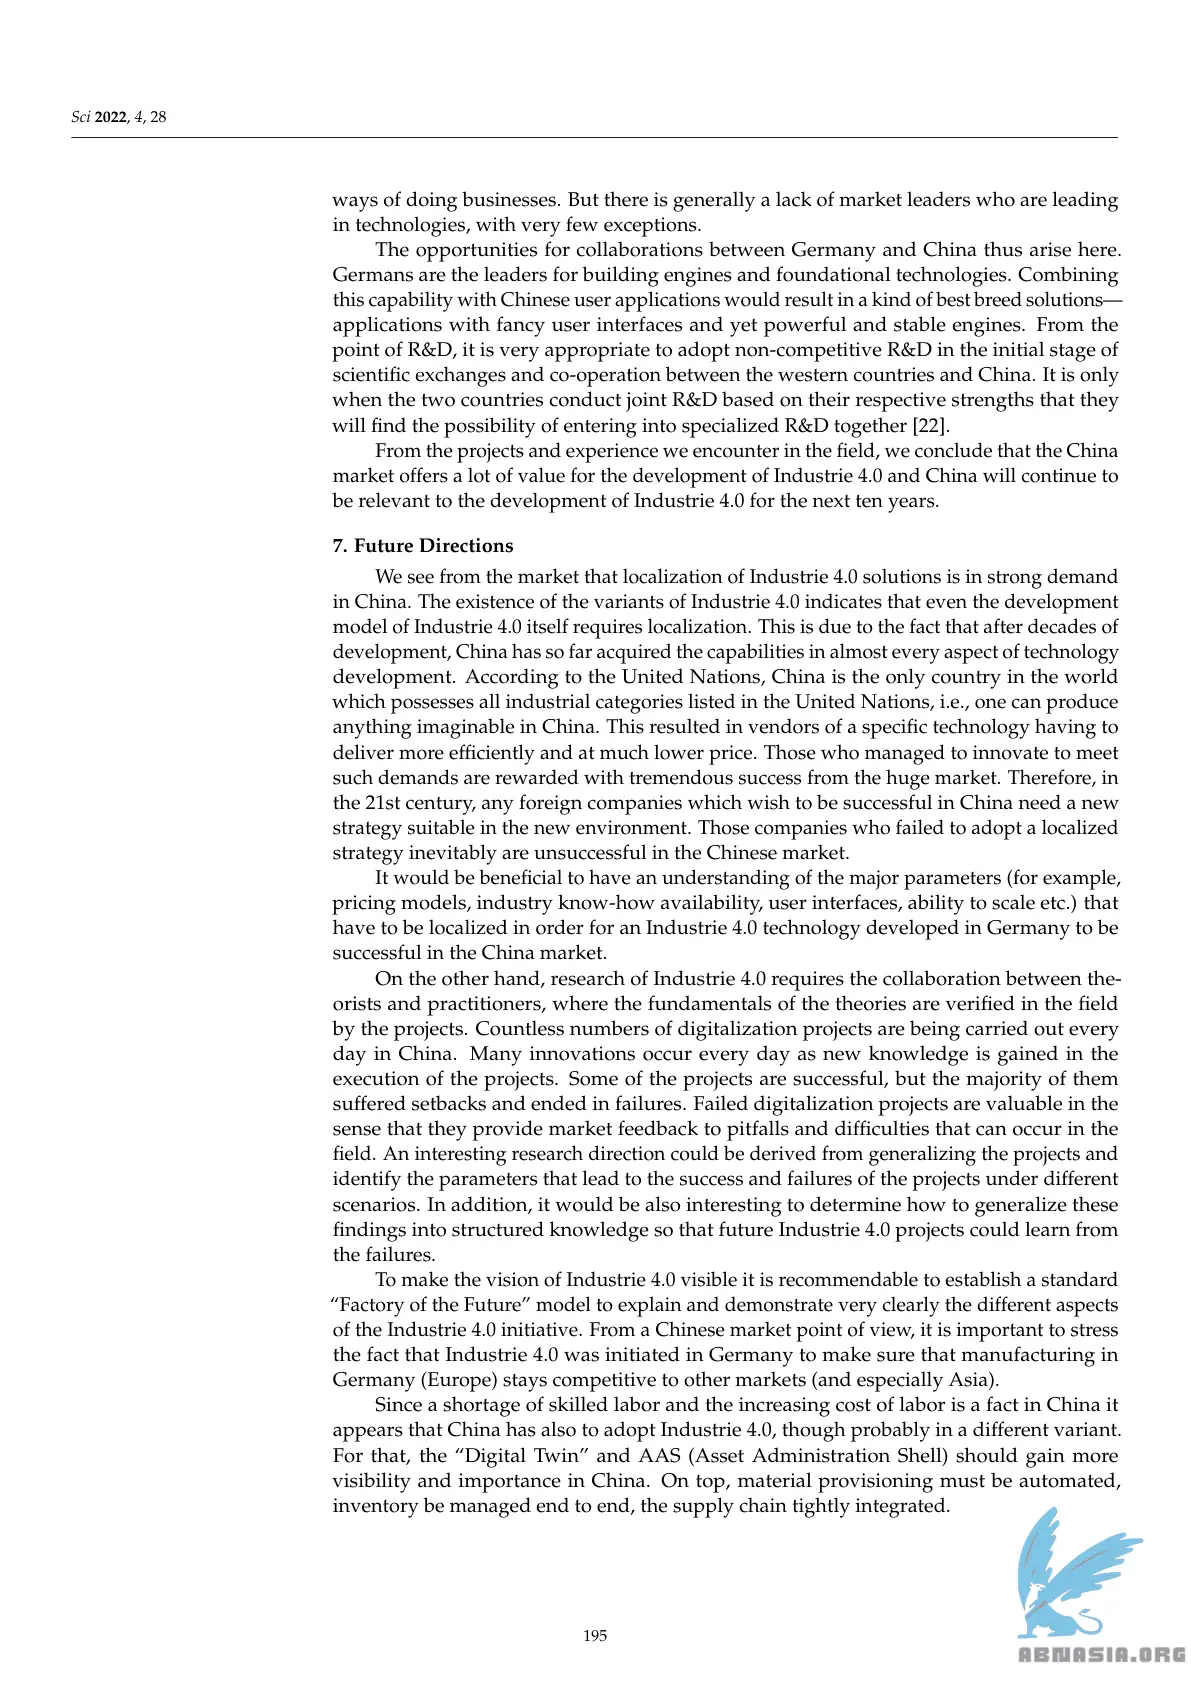 Sci 2022, 4, 28
ways of doing businesses. But there is generally a lack of market leaders who are leading
in technologies, with very few exceptions.
The opportunities for collaborations between Germany and China thus arise here.
Germans are the leaders for building engines and foundational technologies. Combining
this capability with Chinese user applications would result in a kind of best breed solutions—
applications with fancy user interfaces and yet powerful and stable engines. From the
point of R&D, it is very appropriate to adopt non-competitive R&D in the initial stage of
scientific exchanges and co-operation between the western countries and China. It is only
when the two countries conduct joint R&D based on their respective strengths that they
will find the possibility of entering into specialized R&D together [22].
From the projects and experience we encounter in the field, we conclude that the China
market offers a lot of value for the development of Industrie 4.0 and China will continue to
be relevant to the development of Industrie 4.0 for the next ten years.
7. Future Directions
We see from the market that localization of Industrie 4.0 solutions is in strong demand
in China. The existence of the variants of Industrie 4.0 indicates that even the development
model of Industrie 4.0 itself requires localization. This is due to the fact that after decades of
development, China has so far acquired the capabilities in almost every aspect of technology
development. According to the United Nations, China is the only country in the world
which possesses all industrial categories listed in the United Nations, i.e., one can produce
anything imaginable in China. This resulted in vendors of a specific technology having to
deliver more efficiently and at much lower price. Those who managed to innovate to meet
such demands are rewarded with tremendous success from the huge market. Therefore, in
the 21st century, any foreign companies which wish to be successful in China need a new
strategy suitable in the new environment. Those companies who failed to adopt a localized
strategy inevitably are unsuccessful in the Chinese market.
It would be beneficial to have an understanding of the major parameters (for example,
pricing models, industry know-how availability, user interfaces, ability to scale etc.) that
have to be localized in order for an Industrie 4.0 technology developed in Germany to be
successful in the China market.
On the other hand, research of Industrie 4.0 requires the collaboration between the-
orists and practitioners, where the fundamentals of the theories are verified in the field
by the projects. Countless numbers of digitalization projects are being carried out every
day in China. Many innovations occur every day as new knowledge is gained in the
execution of the projects. Some of the projects are successful, but the majority of them
suffered setbacks and ended in failures. Failed digitalization projects are valuable in the
sense that they provide market feedback to pitfalls and difficulties that can occur in the
field. An interesting research direction could be derived from generalizing the projects and
identify the parameters that lead to the success and failures of the projects under different
scenarios. In addition, it would be also interesting to determine how to generalize these
findings into structured knowledge so that future Industrie 4.0 projects could learn from
the failures.
To make the vision of Industrie 4.0 visible it is recommendable to establish a standard
“Factory of the Future” model to explain and demonstrate very clearly the different aspects
of the Industrie 4.0 initiative. From a Chinese market point of view, it is important to stress
the fact that Industrie 4.0 was initiated in Germany to make sure that manufacturing in
Germany (Europe) stays competitive to other markets (and especially Asia).
Since a shortage of skilled labor and the increasing cost of labor is a fact in China it
appears that China has also to adopt Industrie 4.0, though probably in a different variant.
For that, the “Digital Twin” and AAS (Asset Administration Shell) should gain more
visibility and importance in China. On top, material provisioning must be automated,
inventory be managed end to end, the supply chain tightly integrated.
195
ABNASIA.ORG